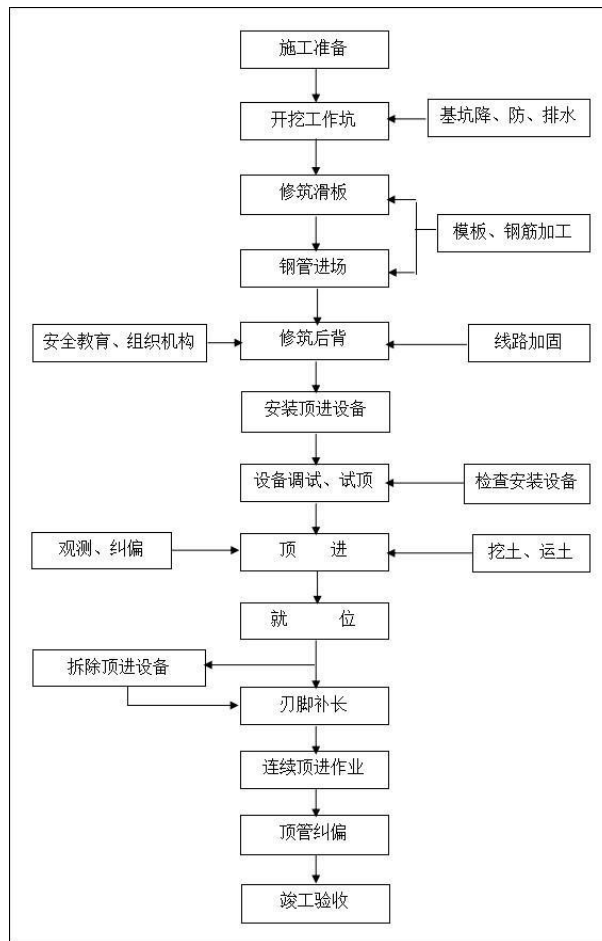 施工准备
开挖工作坑
基坑降、防、排水
修筑滑板
模板、钢筋加工
钢管进场
安全教育、组织机构
修筑后背
线路加固
安装顶进设备
设备调试、试顶
检查安装设备
观测、纠偏
顶 进
挖土、运土
就 位
拆除顶进设备
刃脚补长
连续顶进作业
顶管纠偏
竣工验收